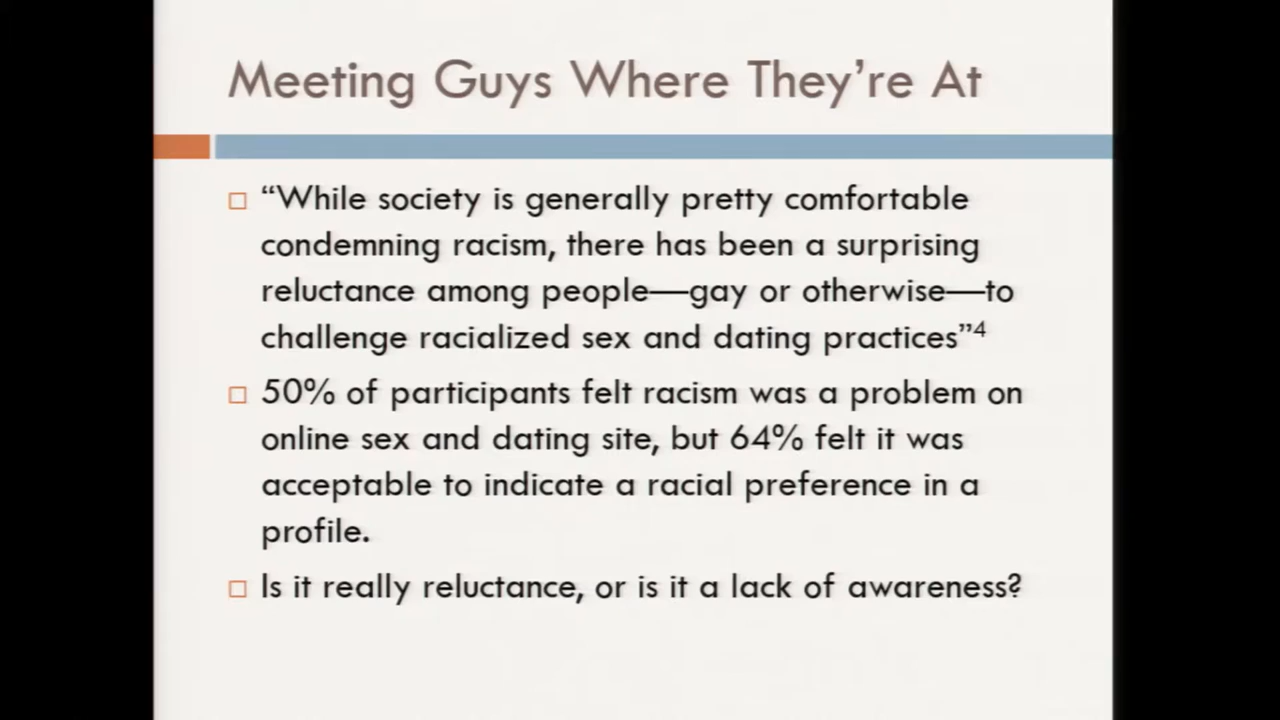 Meeting Guys Where They're At
“While society is generally pretty comfortable
condemning racism, there has been a surprising
reluctance among people—gay or otherwise—to
challenge racialized sex and dating practices”4
50% of participants felt racism was a problem on
online sex and dating site, but 64% felt it was
acceptable to indicate a racial preference in a
profile.
Is it really reluctance, or is it a lack of awareness?